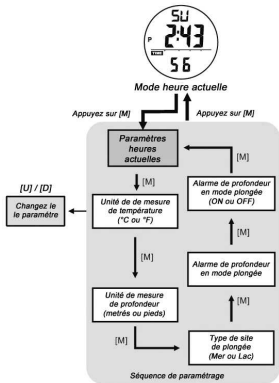 SU
P
2:43
TIME
56
Mode heure actuelle
Appuyez sur [M]
Appuyez sur [M]
Paramètres
heures
actuelles
[M]
Unité de de mesure
de température
(°C ou °F)
[U] / [D]
Changez le
le paramètre
[M]
Unité de mesure
de profondeur
(metrés ou pieds)
[M]
Type de site
de plongée
(Mer ou Lac)
[M]
Alarme de profondeur
en mode plongée
[M]
Alarme de profondeur
en mode plongée
(ON ou OFF)
[M]
Séquence de paramétrage